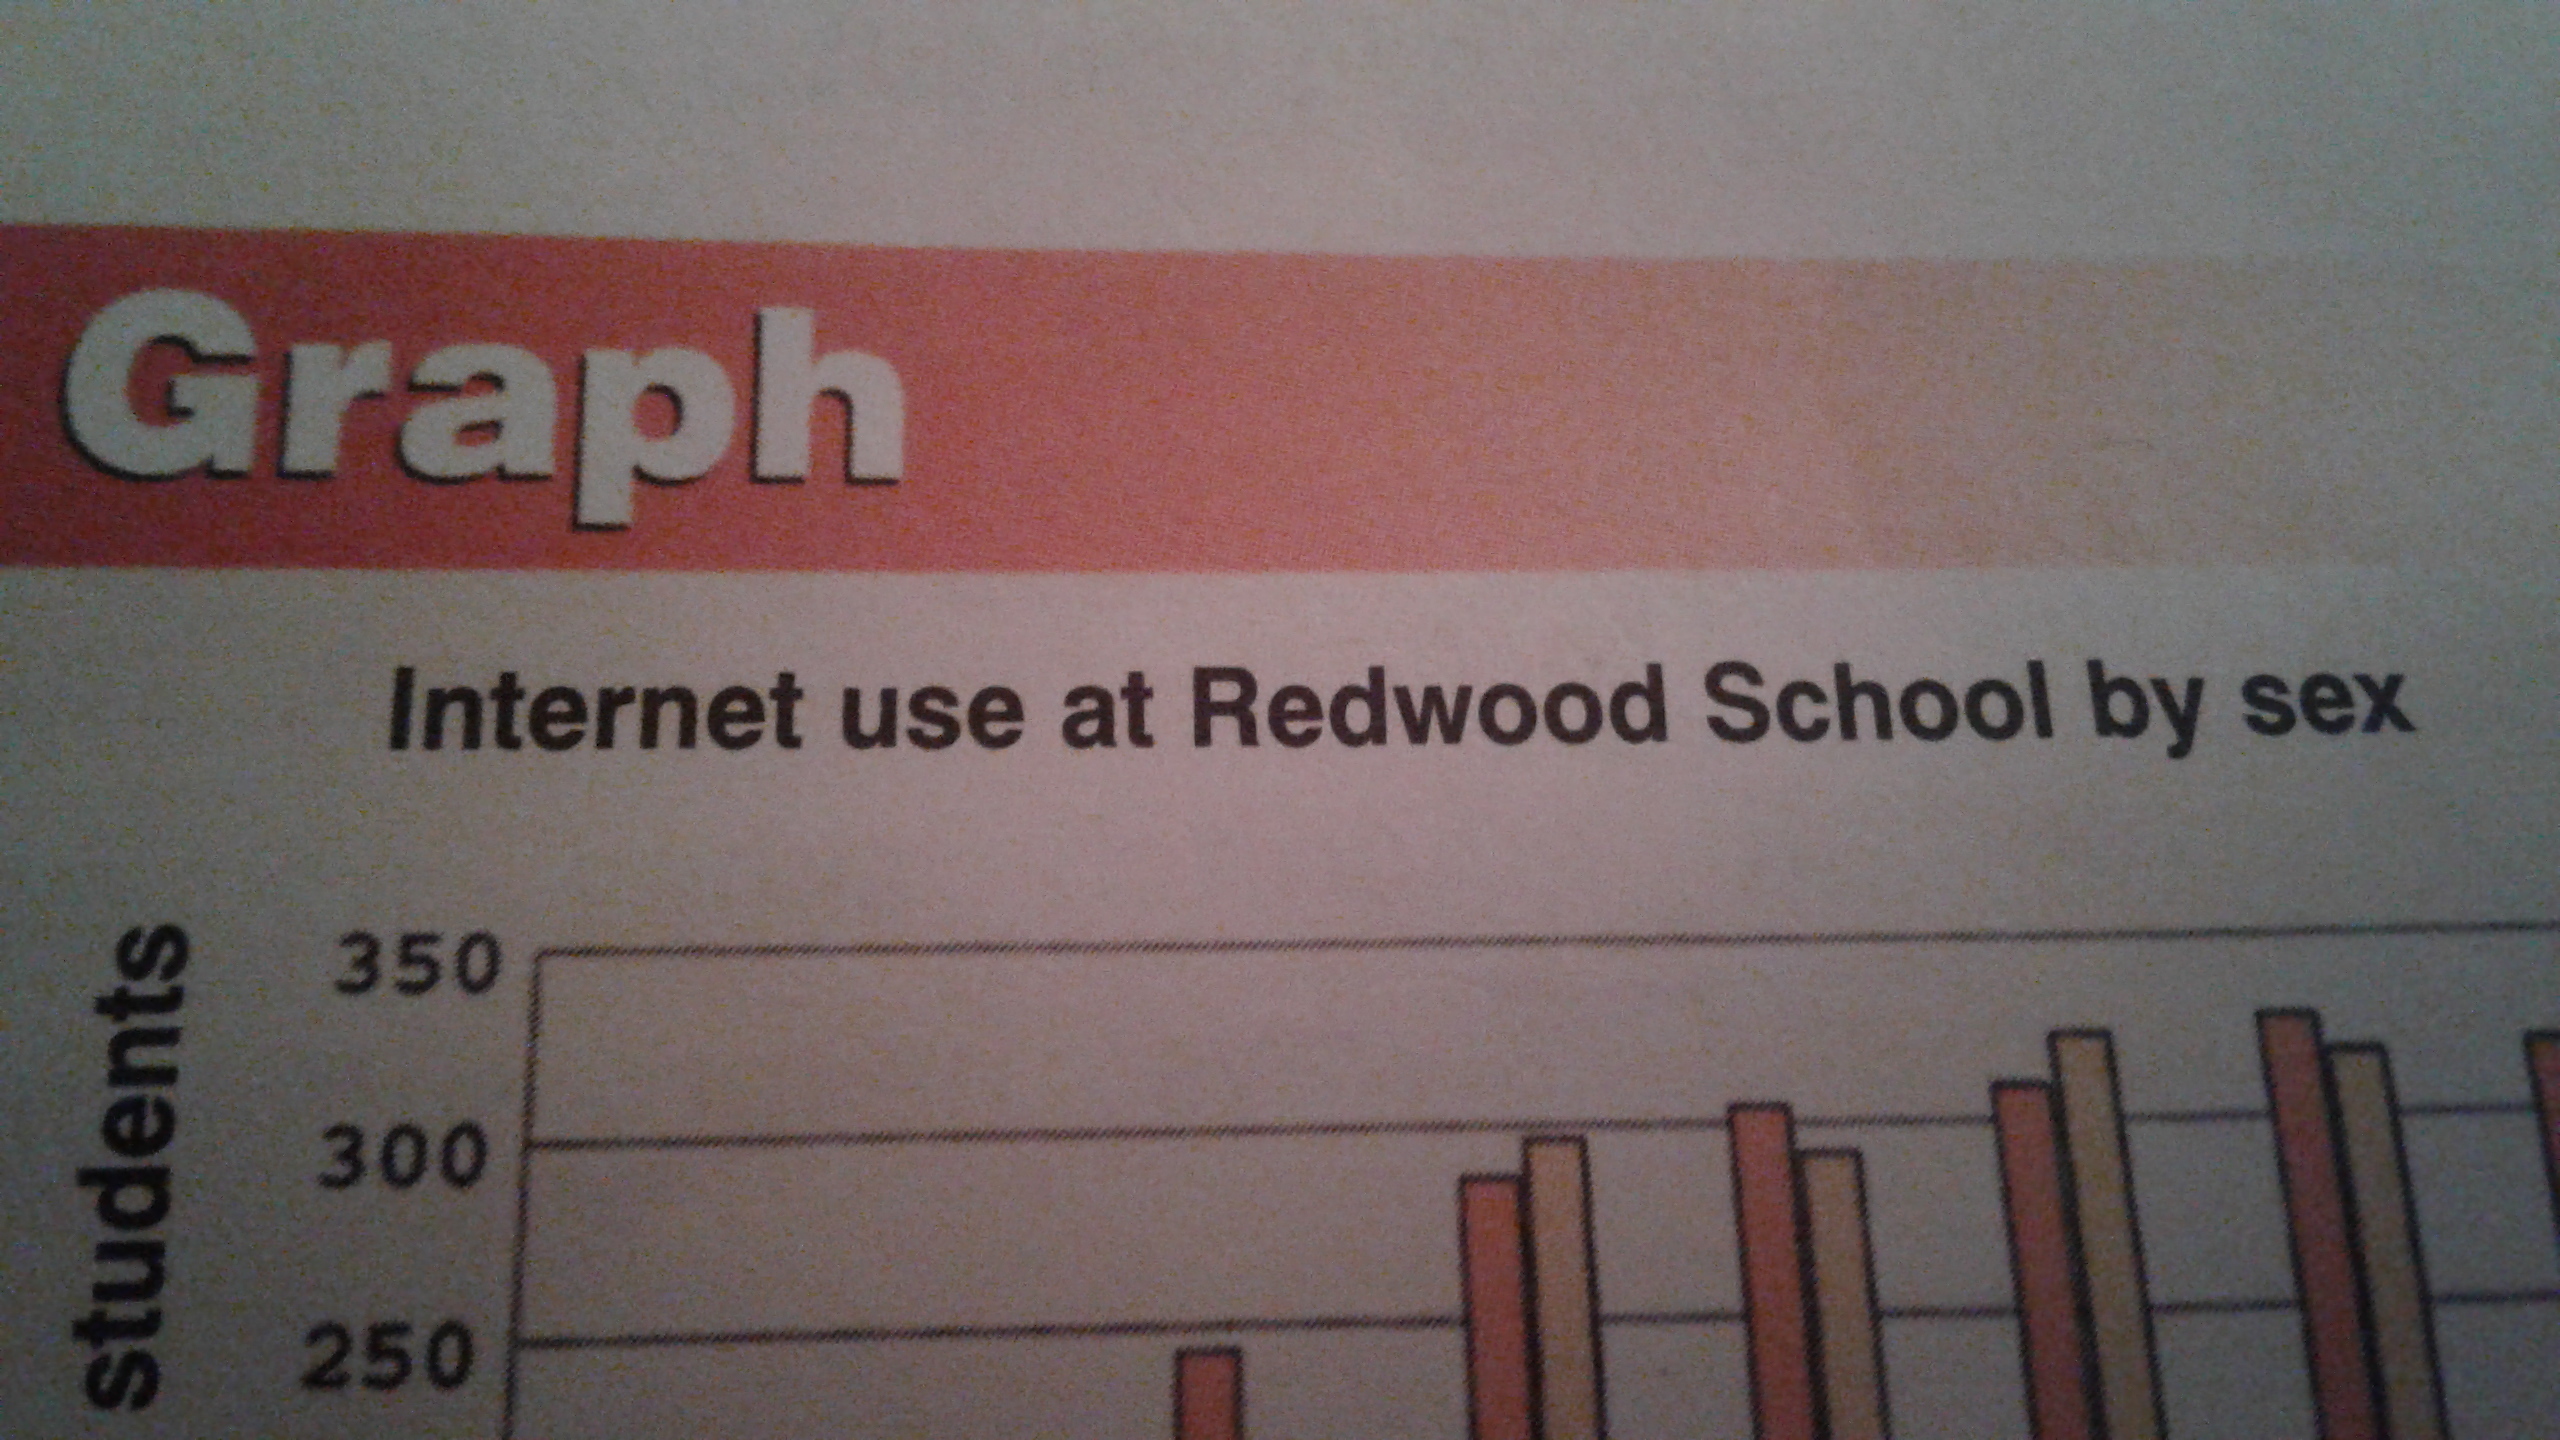 Graph
Internet use at Redwood School by sex
students
350
300
250